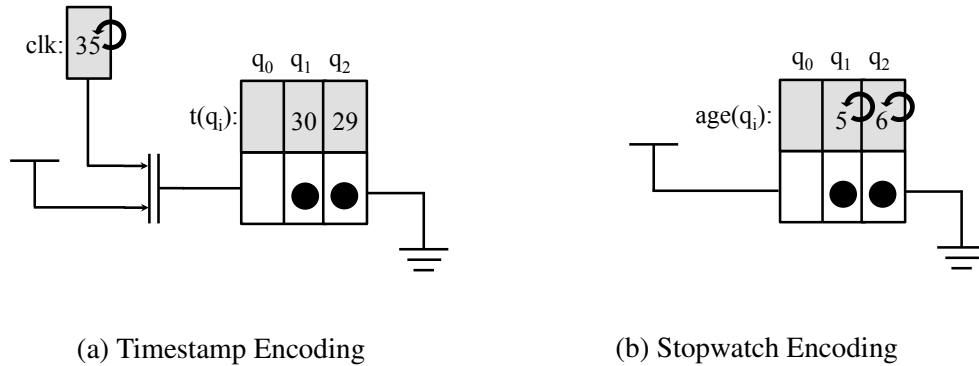 clk: 35
q0 q1 q2
t(qi): 30 29
q0 q1 q2
age(qi): 5 6
(a) Timestamp Encoding
(b) Stopwatch Encoding